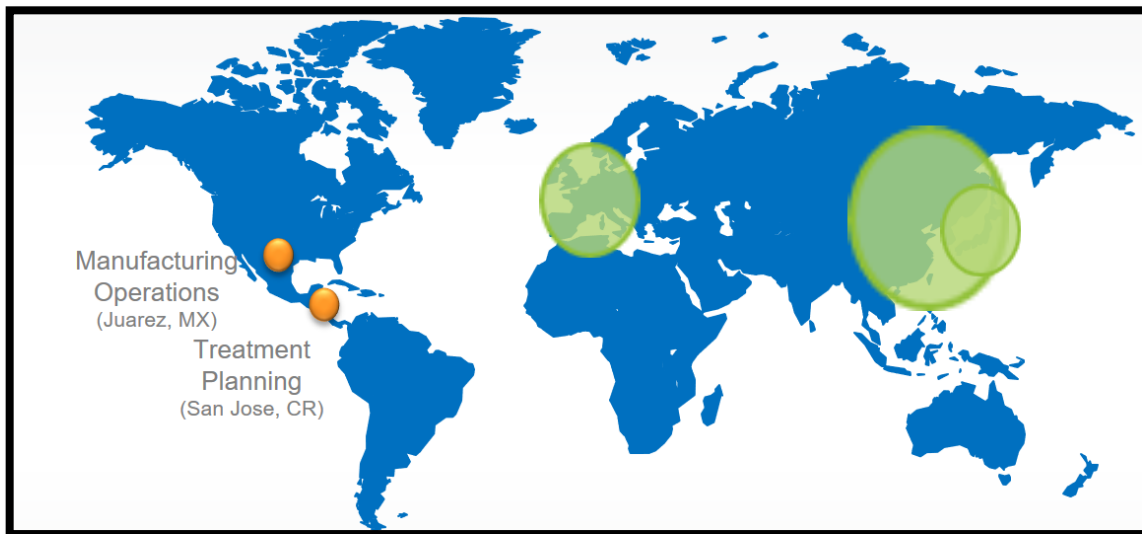 Manufacturing
Operations
(Juarez, MX)
Treatment
Planning
(San Jose, CR)